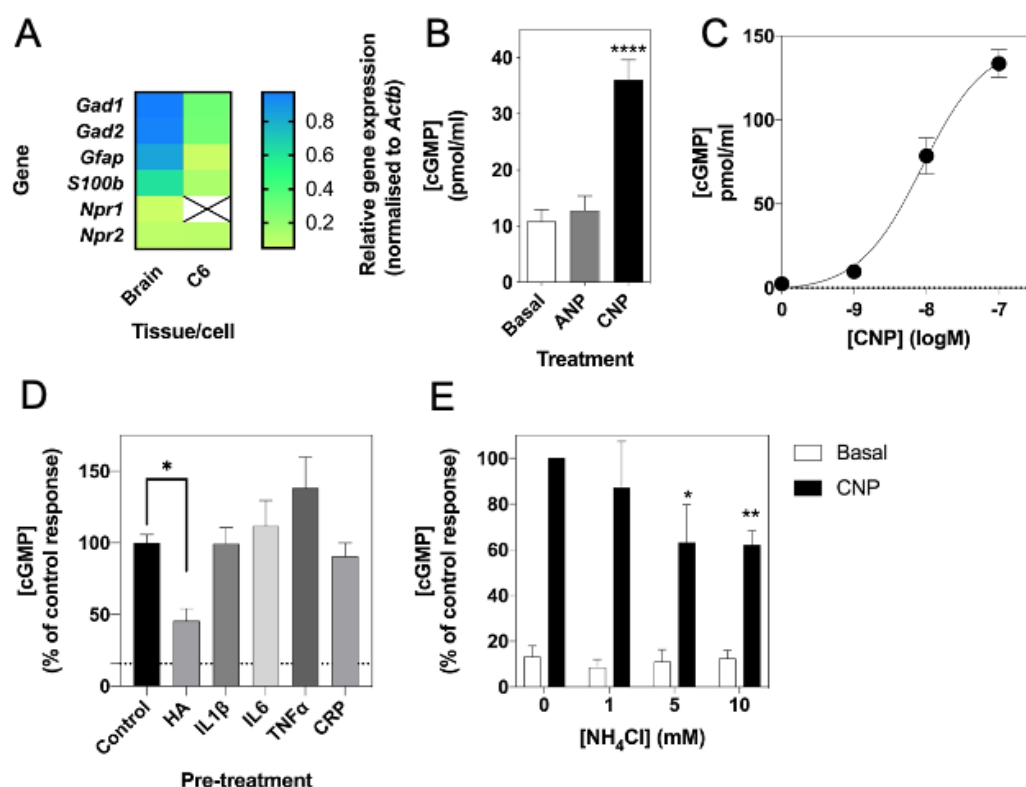 A
Gene
Gad1
Gad2
Gfap
S100b
Npr1
Npr2
Brain
C6
Tissue/cell
0.8
0.6
0.4
0.2
Relative gene expression
(normalised to Actb)
B
[cGMP]
(pmol/ml)
40
30
20
10
0
****
Basal
ANP
CNP
Treatment
C
[cGMP]
pmol/ml
150
100
50
0
0
-9
-8
-7
[CNP] (logM)
D
[cGMP]
(% of control response)
150
100
50
0
*
Control
HA
IL1β
IL6
TNFα
CRP
Pre-treatment
E
[cGMP]
(% of control response)
100
80
60
40
20
0
*
**
0
1
5
10
[NH₄Cl] (mM)
Basal
CNP